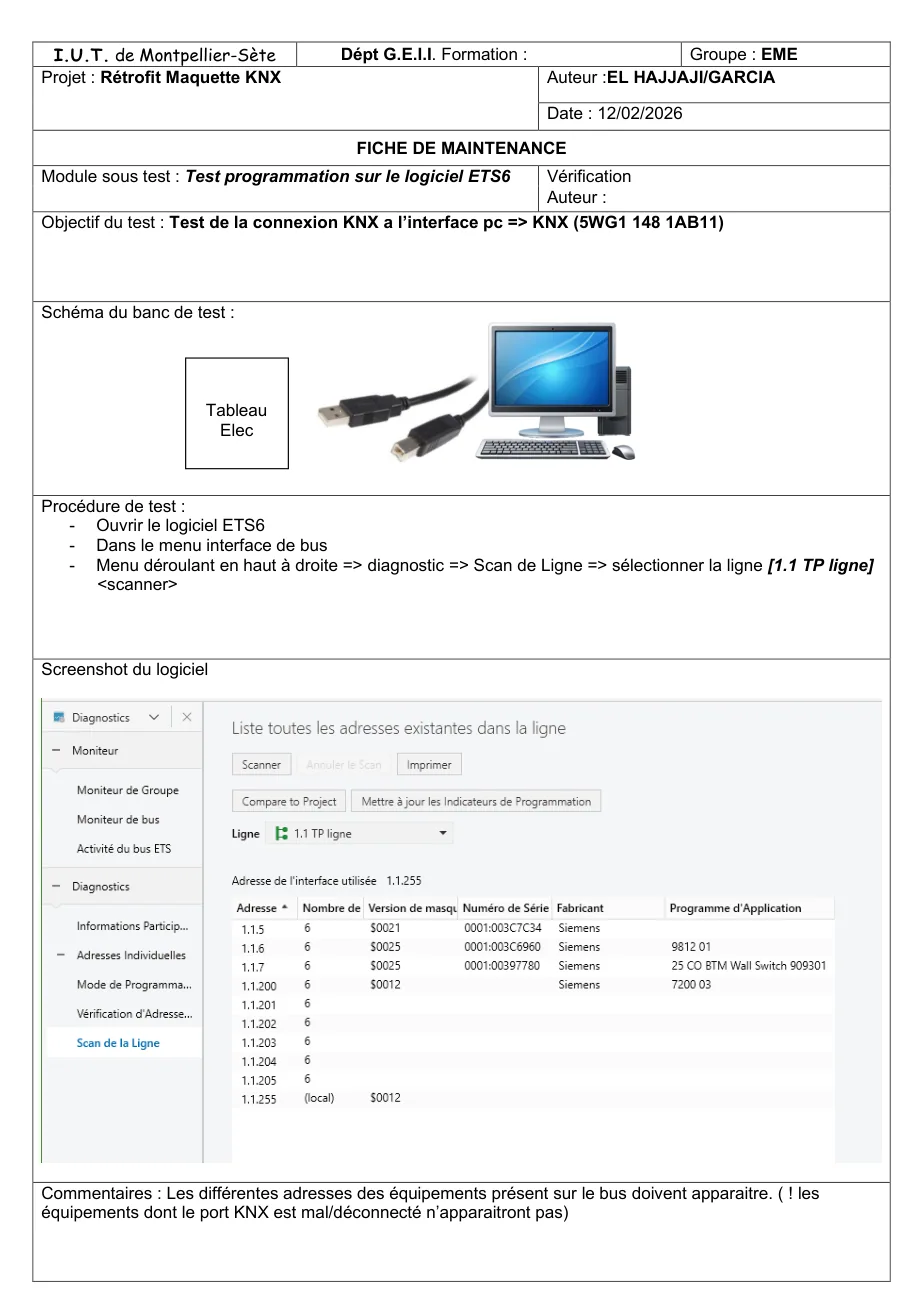 I.U.T. de Montpellier-Sète
Dépt G.E.I.I. Formation :
Groupe : EME
Projet : Rétrofit Maquette KNX
Auteur :EL HAJJAJI/GARCIA
Date : 12/02/2026
FICHE DE MAINTENANCE
Module sous test : Test programmation sur le logiciel ETS6
Vérification
Auteur :
Objectif du test : Test de la connexion KNX a l’interface pc => KNX (5WG1 148 1AB11)
Schéma du banc de test :
Tableau
Elec
Procédure de test :
- Ouvrir le logiciel ETS6
- Dans le menu interface de bus
- Menu déroulant en haut à droite => diagnostic => Scan de Ligne => sélectionner la ligne [1.1 TP ligne]
<scanner>
Screenshot du logiciel
Diagnostics
Moniteur
Moniteur de Groupe
Moniteur de bus
Activité du bus ETS
Diagnostics
Informations Particip...
Adresses Individuelles
Mode de Programma...
Vérification d'Adresse...
Scan de la Ligne
Liste toutes les adresses existantes dans la ligne
Scanner Annuler le Scan Imprimer
Compare to Project Mettre à jour les Indicateurs de Programmation
Ligne 1.1 TP ligne
Adresse de l'interface utilisée 1.1.255
Adresse Nombre de Version de masqu Numéro de Série Fabricant Programme d'Application
1.1.5 6 $0021 0001:003C7C34 Siemens
1.1.6 6 $0025 0001:003C6960 Siemens 9812 01
1.1.7 6 $0025 0001:00397780 Siemens 25 CO BTM Wall Switch 909301
1.1.200 6 $0012 Siemens 7200 03
1.1.201 6
1.1.202 6
1.1.203 6
1.1.204 6
1.1.205 6
1.1.255 (local) $0012
Commentaires : Les différentes adresses des équipements présent sur le bus doivent apparaitre. ( ! les
équipements dont le port KNX est mal/déconnecté n’apparaitront pas)